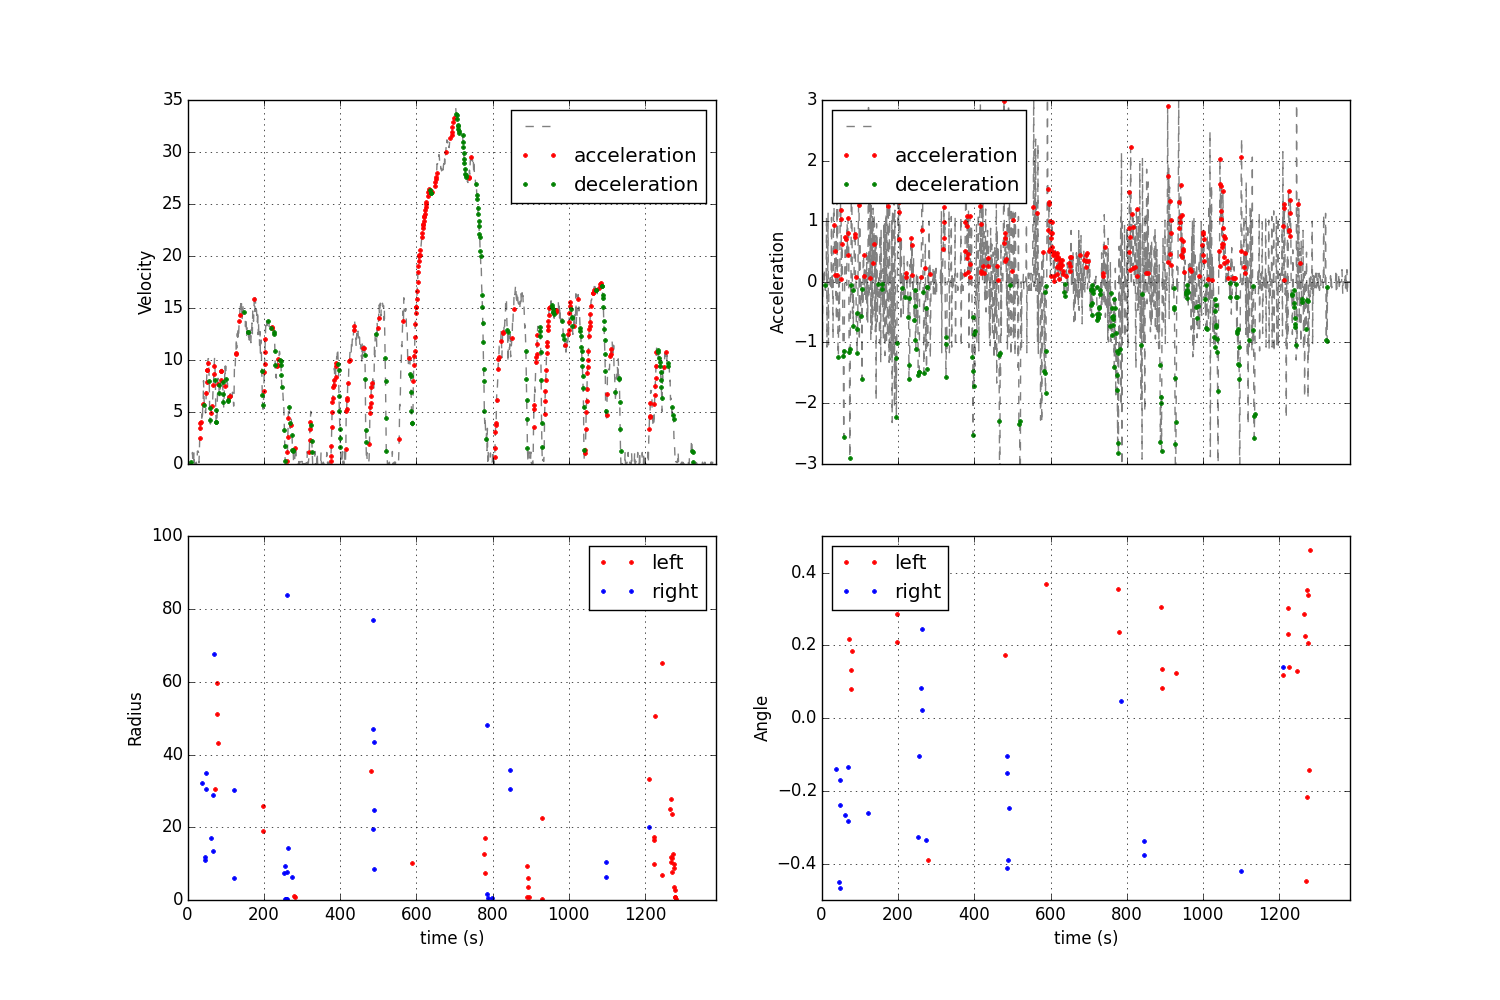 35
30
25
20
15
10
5
0
Velocity
acceleration
deceleration
3
2
1
0
−1
−2
−3
Acceleration
acceleration
deceleration
100
80
60
40
20
0
Radius
left
right
0 200 400 600 800 1000 1200
time (s)
0.4
0.2
0.0
−0.2
−0.4
Angle
left
right
0 200 400 600 800 1000 1200
time (s)